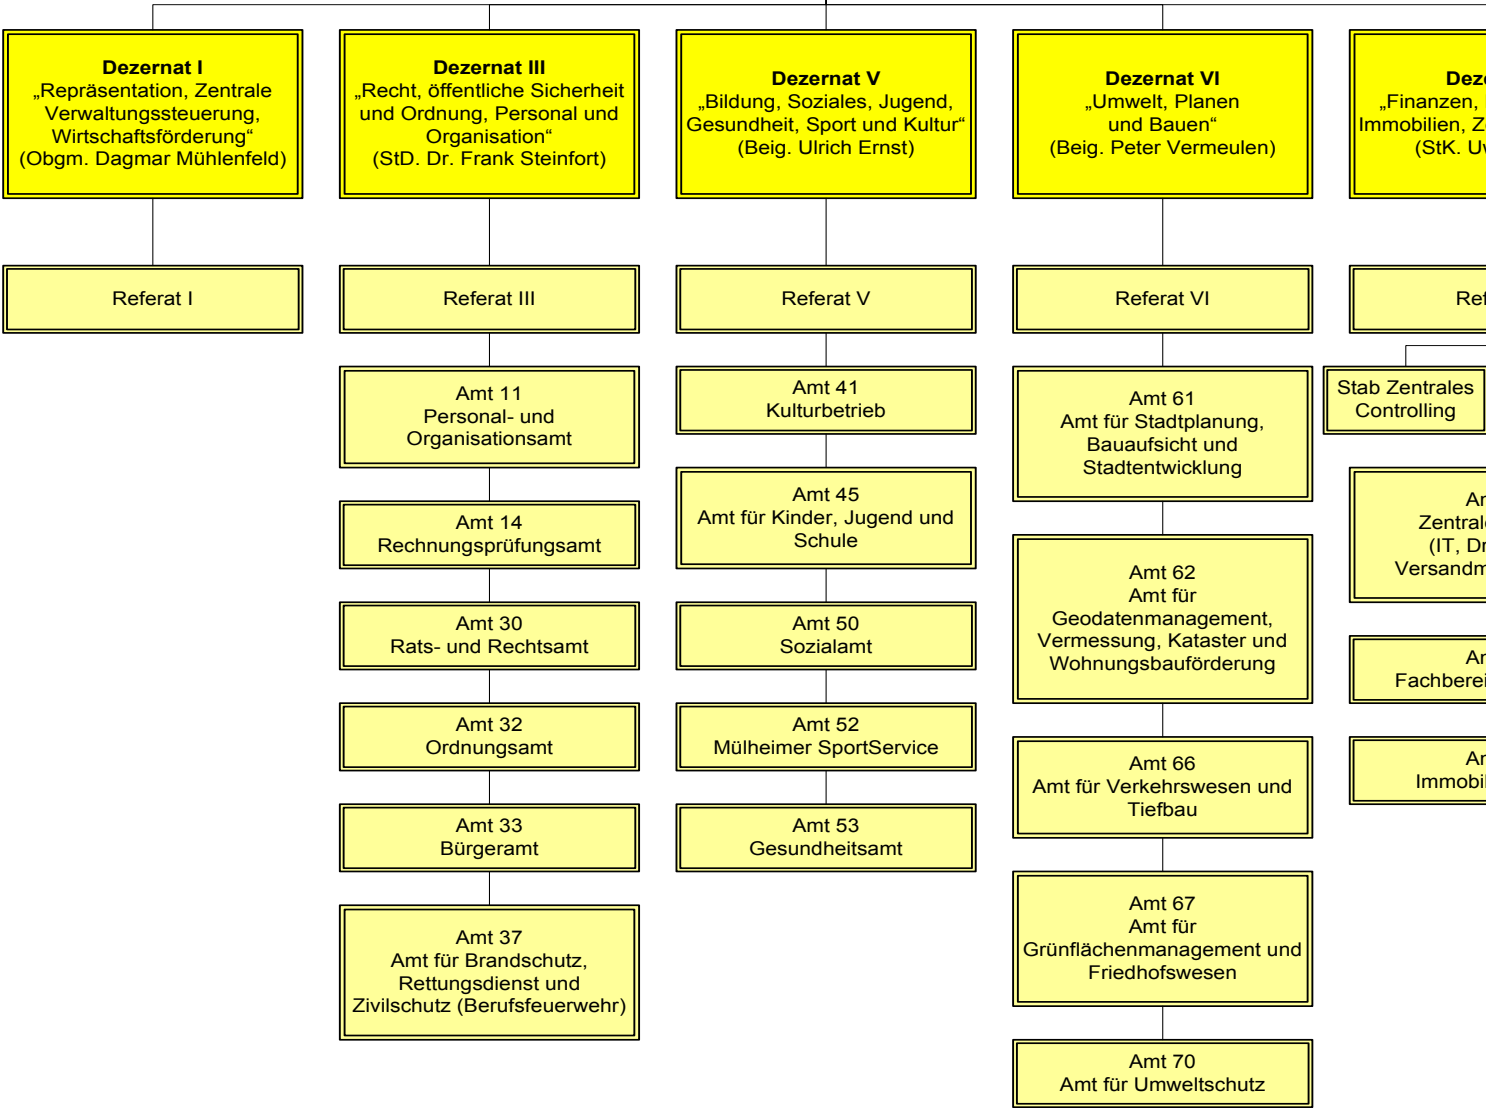 Dezernat I
„Repräsentation, Zentrale
Verwaltungssteuerung,
Wirtschaftsförderung“
(Obgm. Dagmar Mühlenfeld)
Referat I
Dezernat III
„Recht, öffentliche Sicherheit
und Ordnung, Personal und
Organisation“
(StD. Dr. Frank Steinfort)
Referat III
Amt 11
Personal- und
Organisationsamt
Amt 14
Rechnungsprüfungsamt
Amt 30
Rats- und Rechtsamt
Amt 32
Ordnungsamt
Amt 33
Bürgeramt
Amt 37
Amt für Brandschutz,
Rettungsdienst und
Zivilschutz (Berufsfeuerwehr)
Dezernat V
„Bildung, Soziales, Jugend,
Gesundheit, Sport und Kultur“
(Beig. Ulrich Ernst)
Referat V
Amt 41
Kulturbetrieb
Amt 45
Amt für Kinder, Jugend und
Schule
Amt 50
Sozialamt
Amt 52
Mülheimer SportService
Amt 53
Gesundheitsamt
Dezernat VI
„Umwelt, Planen
und Bauen“
(Beig. Peter Vermeulen)
Referat VI
Amt 61
Amt für Stadtplanung,
Bauaufsicht und
Stadtentwicklung
Amt 62
Amt für
Geodatenmanagement,
Vermessung, Kataster und
Wohnungsbauförderung
Amt 66
Amt für Verkehrswesen und
Tiefbau
Amt 67
Amt für
Grünflächenmanagement und
Friedhofswesen
Amt 70
Amt für Umweltschutz
„Finanzen,
Immobilien,
(StK.
Stab Zentrales
Controlling
(IT,